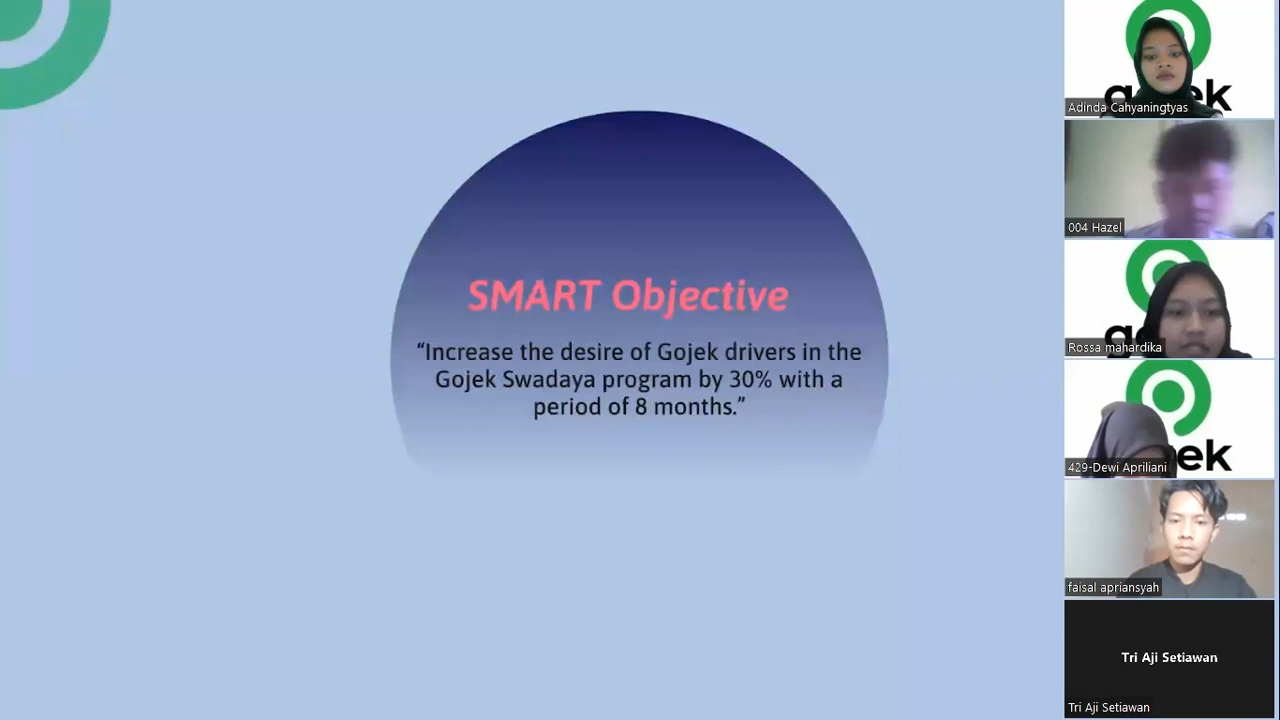 SMART Objective
“Increase the desire of Gojek drivers in the
Gojek Swadaya program by 30% with a
period of 8 months.”
Adinda Cahyaningtyas
004 Hazel
Rossa mahardika
429-Dewi Apriliani
faisal apriansyah
Tri Aji Setiawan
Tri Aji Setiawan